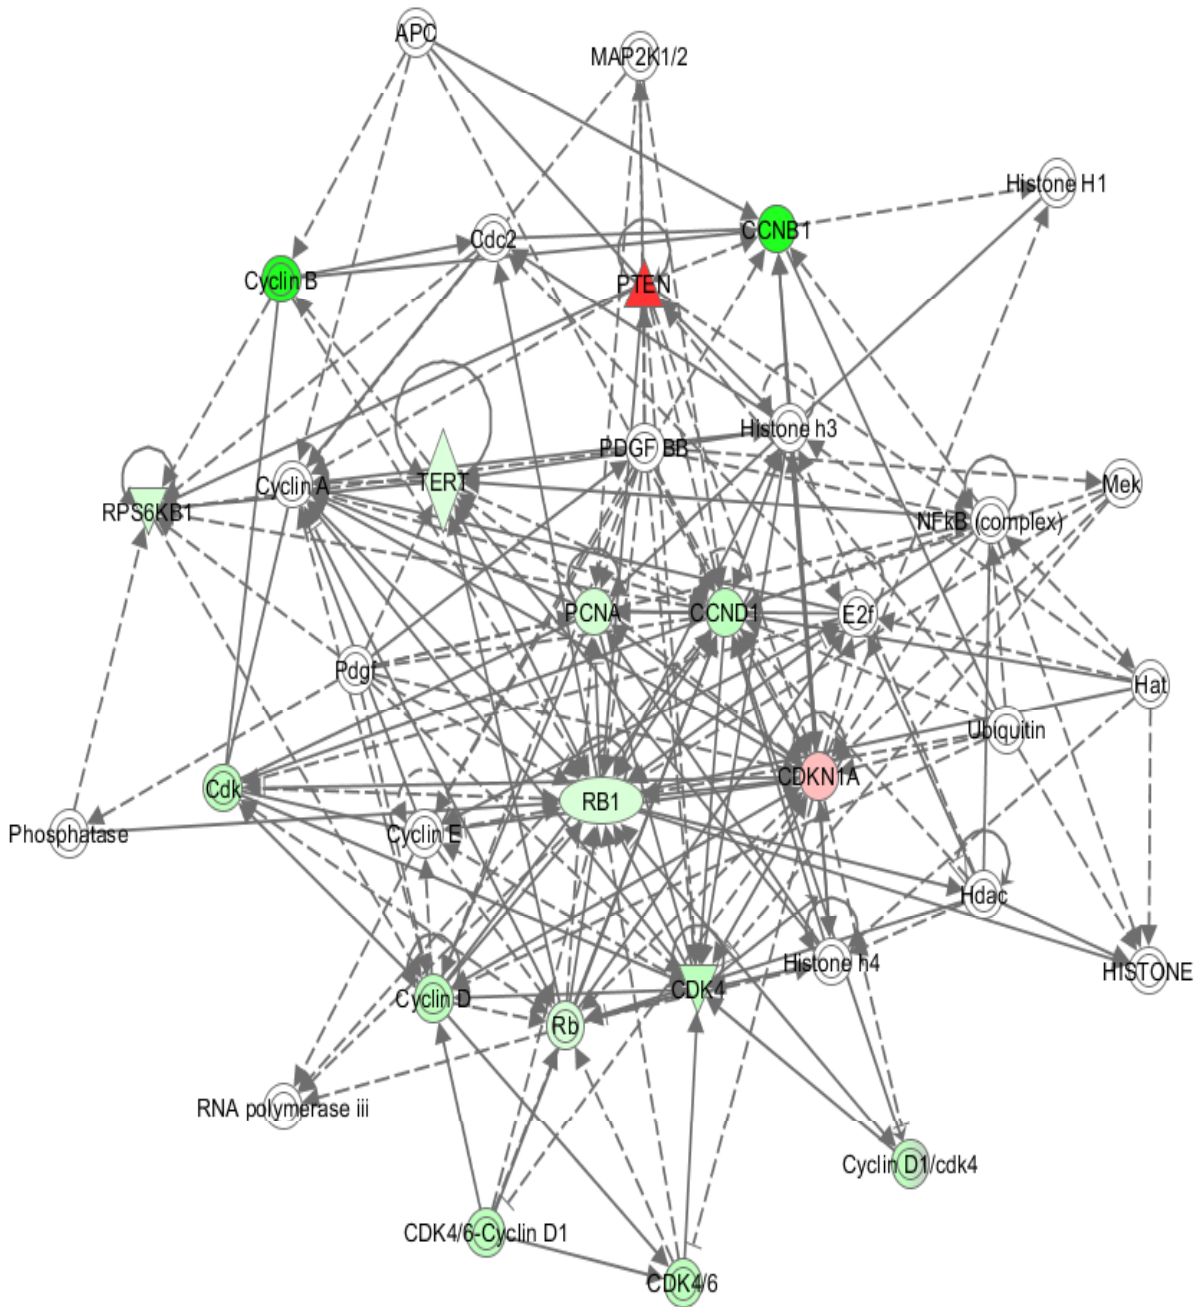 APC
MAP2K1/2
Histone H1
CCNB1
Cdc2
Cyclin B
PTEN
Histone h3
PDGF BB
Cyclin A
TERT
Mek
RPS6KB1
NFkB (complex)
PCNA
CCND1
E2f
Pdgf
Hat
Ubiquitin
CDKN1A
Cdk
RB1
Phosphatase
Cyclin E
Hdac
Histone h4
HISTONE
CDK4
Cyclin D
Rb
RNA polymerase iii
Cyclin D1/cdk4
CDK4/6-Cyclin D1
CDK4/6